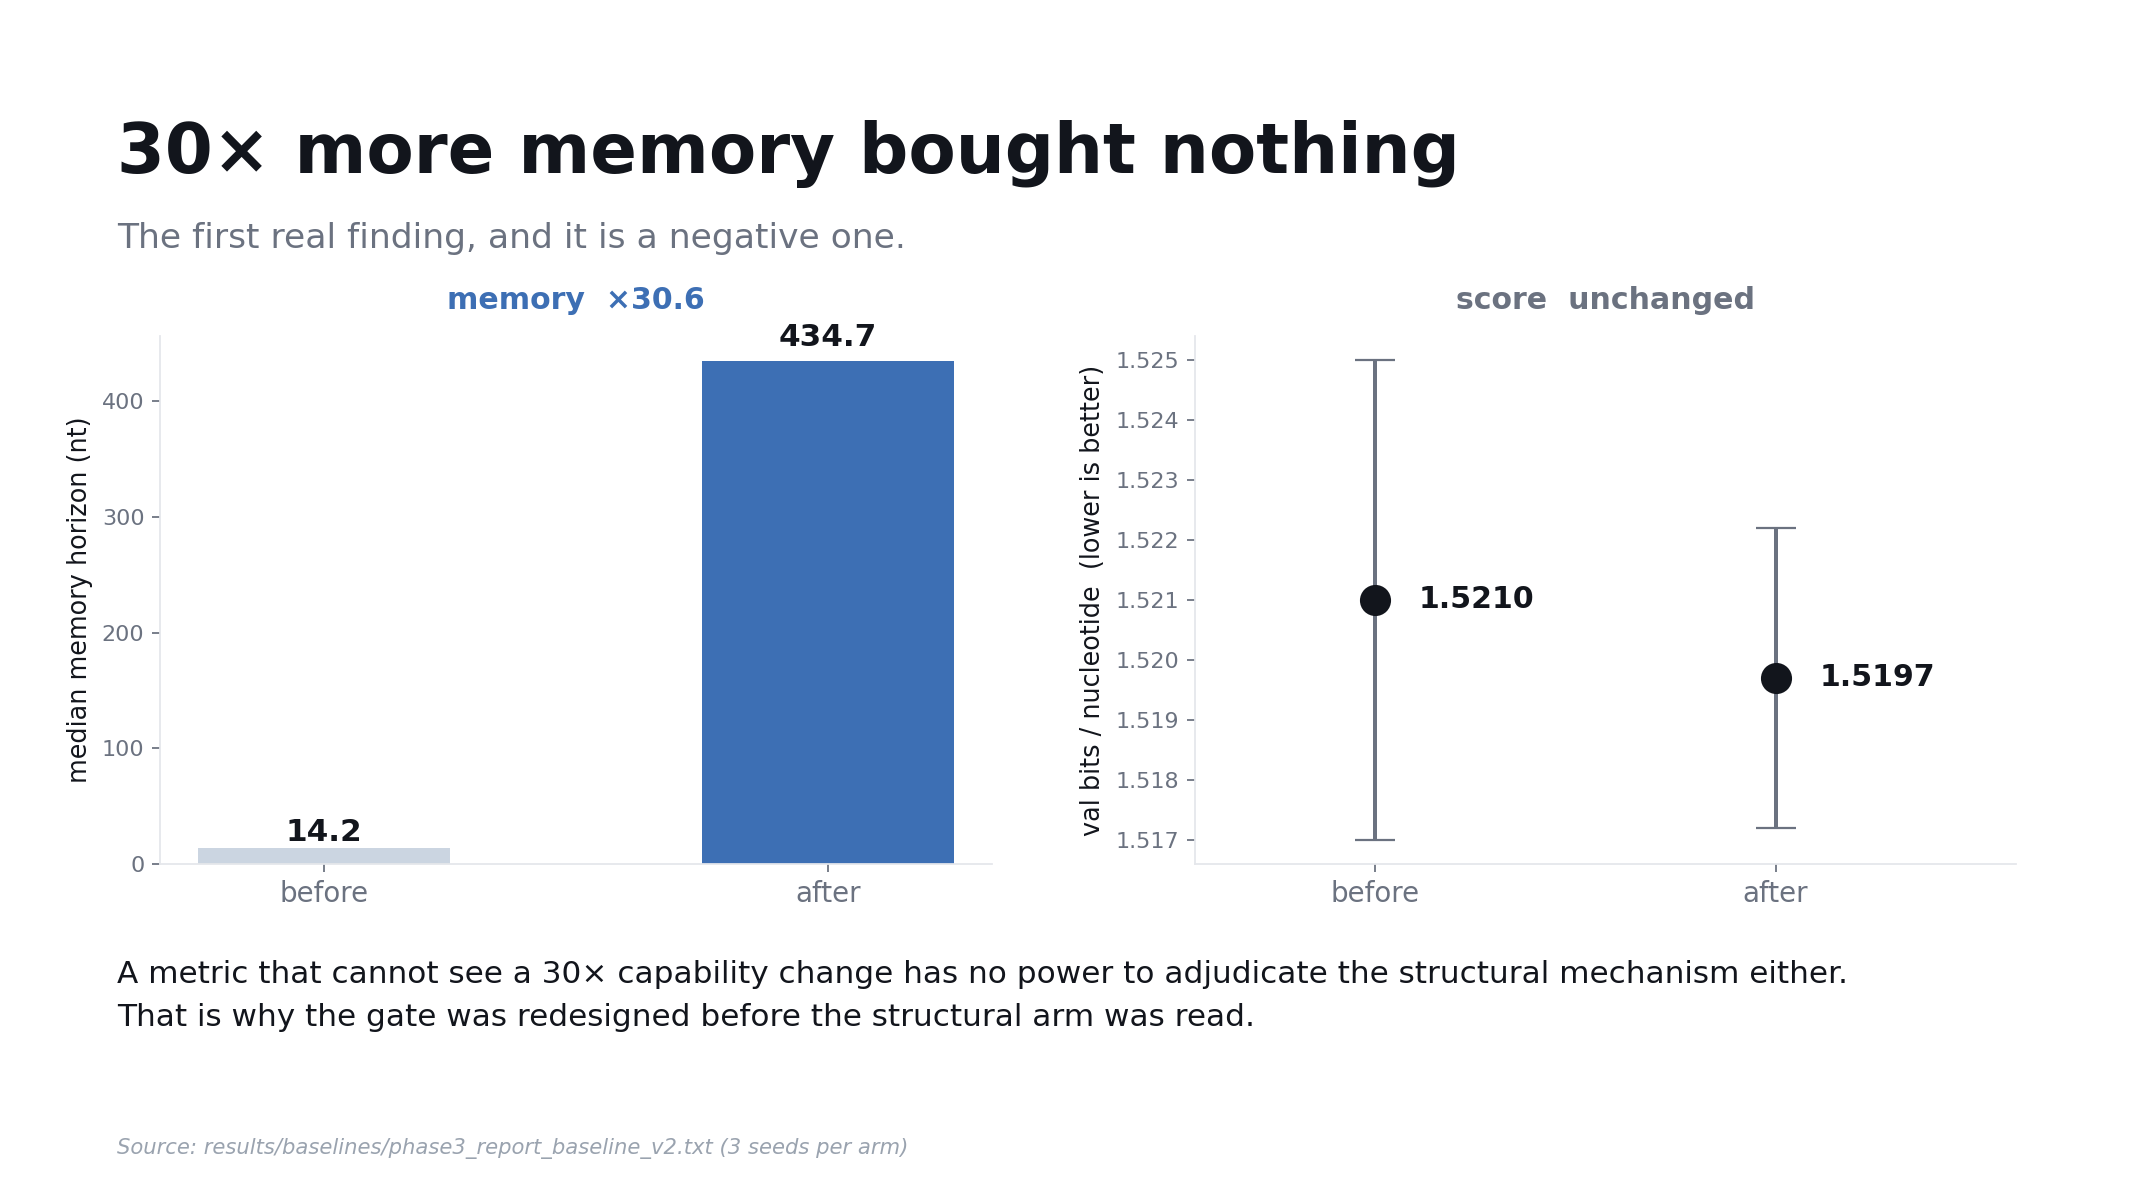 30× more memory bought nothing
The first real finding, and it is a negative one.
memory ×30.6
median memory horizon (nt)
400
300
200
100
0
14.2
434.7
before
after
score unchanged
val bits / nucleotide (lower is better)
1.525
1.524
1.523
1.522
1.521
1.520
1.519
1.518
1.517
1.5210
1.5197
before
after
A metric that cannot see a 30× capability change has no power to adjudicate the structural mechanism either.
That is why the gate was redesigned before the structural arm was read.
Source: results/baselines/phase3_report_baseline_v2.txt (3 seeds per arm)